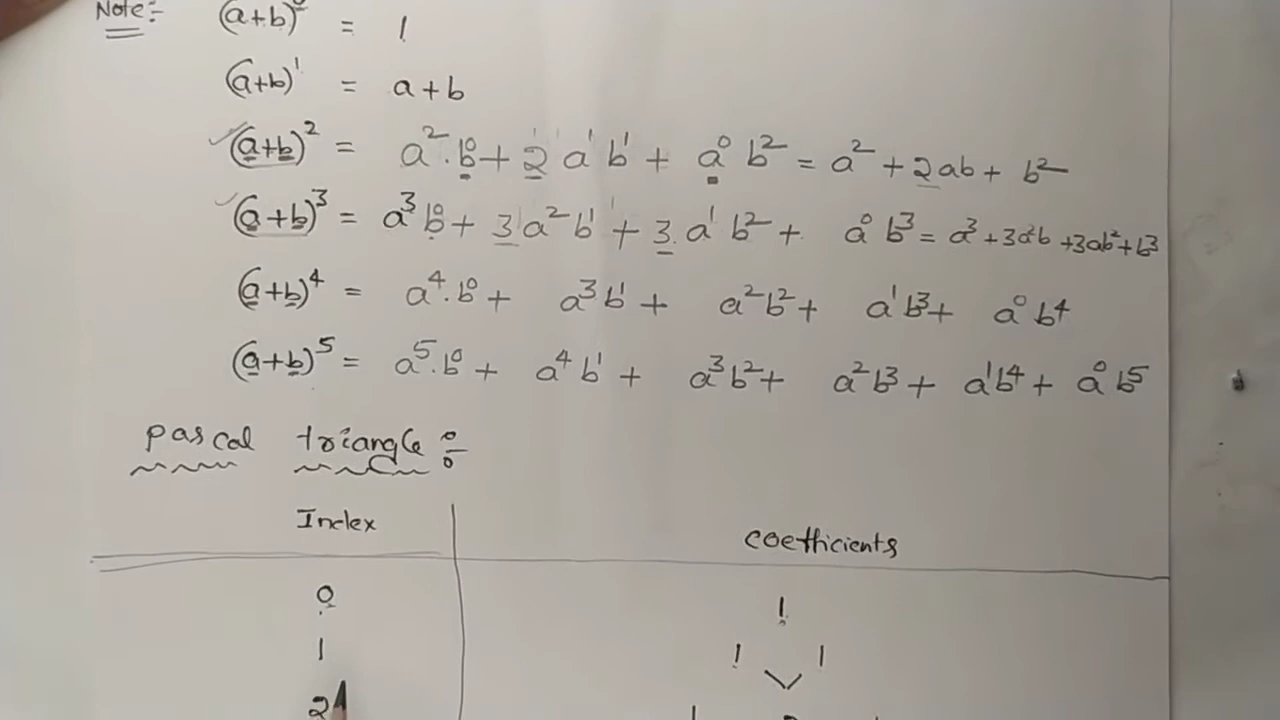 Note:- (a+b)⁰ = 1
(a+b)¹ = a+b
(a+b)² = a².b⁰ + 2 a¹ b¹ + a⁰ b² = a² + 2ab + b²
(a+b)³ = a³ b⁰ + 3 a² b¹ + 3. a¹ b² + a⁰ b³ = a³ + 3a²b + 3ab² + b³
(a+b)⁴ = a⁴.b⁰ + a³ b¹ + a² b² + a¹ b³ + a⁰ b⁴
(a+b)⁵ = a⁵.b⁰ + a⁴ b¹ + a³ b² + a² b³ + a¹ b⁴ + a⁰ b⁵
pascal triangle :-
Index coefficients
0 1
1 1 1
2